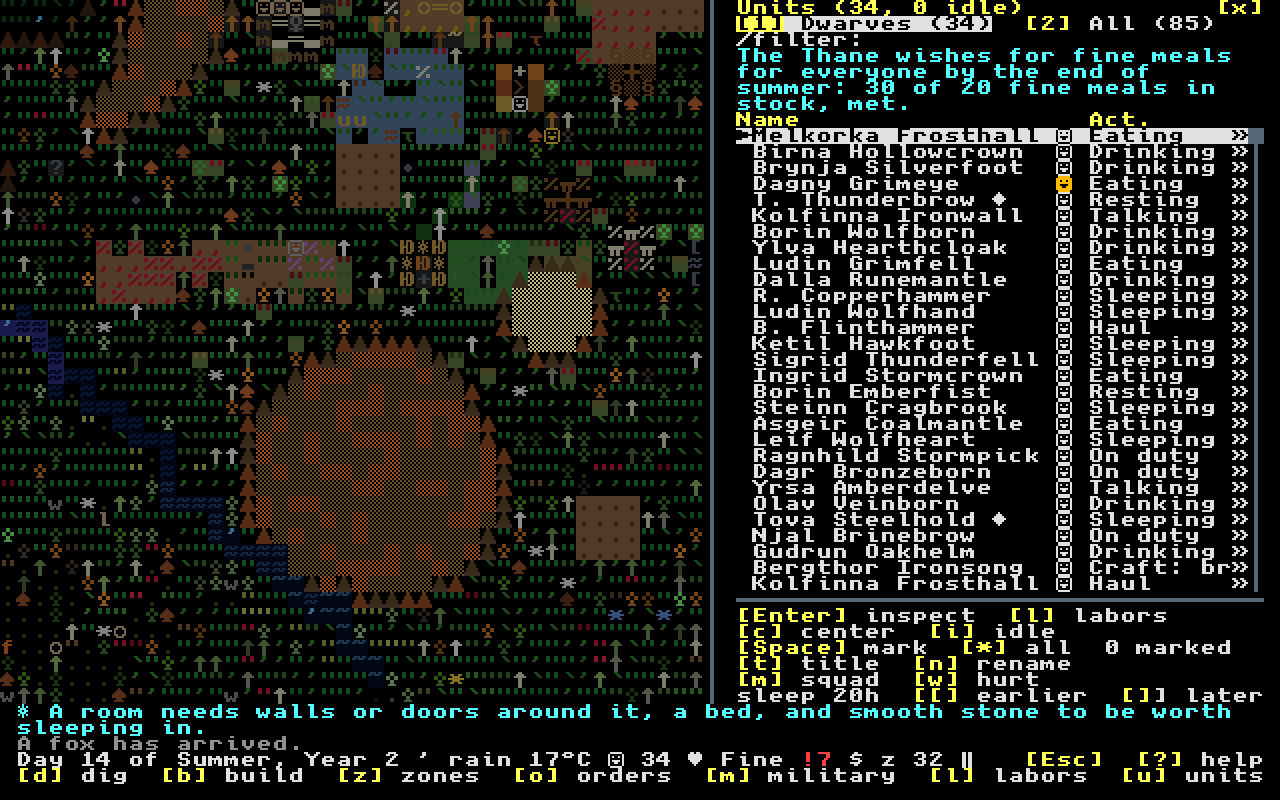 Units (34, 0 idle) [x]
[1] Dwarves (34) [2] All (85)
/filter:
The Thane wishes for fine meals
for everyone by the end of
summer: 30 of 20 fine meals in
stock, met.
Name Act.
Melkorka Frosthall Eating »
Birna Hollowcrown Drinking »
Brynja Silverfoot Drinking »
Dagny Grimeye Eating »
T. Thunderbrow ◆ Resting »
Kolfinna Ironwall Talking »
Borin Wolfborn Drinking »
Ylva Hearthcloak Drinking »
Ludin Grimfell Eating »
Dalla Runemantle Drinking »
R. Copperhammer Sleeping »
Ludin Wolfhand Sleeping »
B. Flinthammer Haul »
Ketil Hawkfoot Sleeping »
Sigrid Thunderfell Sleeping »
Ingrid Stormcrown Eating »
Borin Emberfist Resting »
Steinn Cragbrook Sleeping »
Asgeir Coalmantle Eating »
Leif Wolfheart Sleeping »
Ragnhild Stormpick On duty »
Dagr Bronzeborn On duty »
Yrsa Amberdelve Talking »
Olav Veinborn Drinking »
Tova Steelhold ◆ Sleeping »
Njal Brinebrow On duty »
Gudrun Oakhelm Drinking »
Bergthor Ironsong Craft: Br»
Kolfinna Frosthall Haul »
[Enter] inspect [l] labors
[c] center [i] idle
[Space] mark [*] all 0 marked
[t] title [n] rename
[m] squad [w] hurt
sleep 20h [[] earlier []] later
* A room needs walls or doors around it, a bed, and smooth stone to be worth
sleeping in.
A fox has arrived.
Day 14 of Summer, Year 2 ' rain 17°C ☺ 34 ♥ Fine !7 $ z 32 ‖ [Esc] [?] help
[d] dig [b] build [z] zones [o] orders [m] military [l] labors [u] units